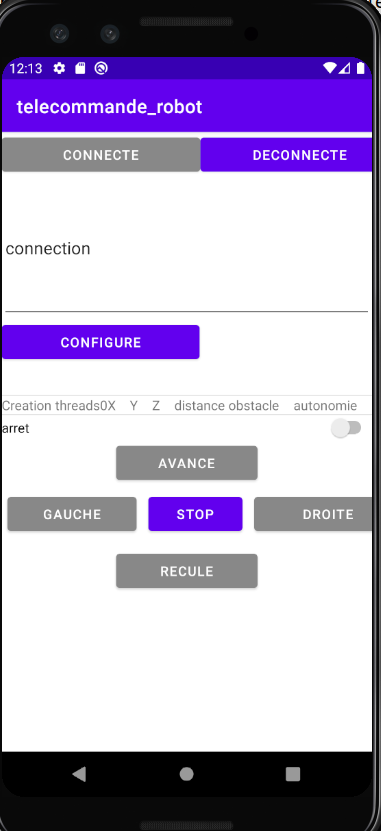 12:13
telecommande_robot
CONNECTE DECONNECTE
connection
CONFIGURE
Creation threads0X Y Z distance obstacle autonomie
arret
AVANCE
GAUCHE STOP DROITE
RECULE